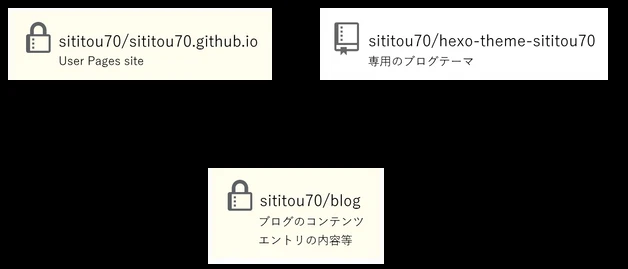 sititou70/sititou70.github.io
User Pages site
sititou70/hexo-theme-sititou70
専用のブログテーマ
sititou70/blog
ブログのコンテンツ
エントリの内容等